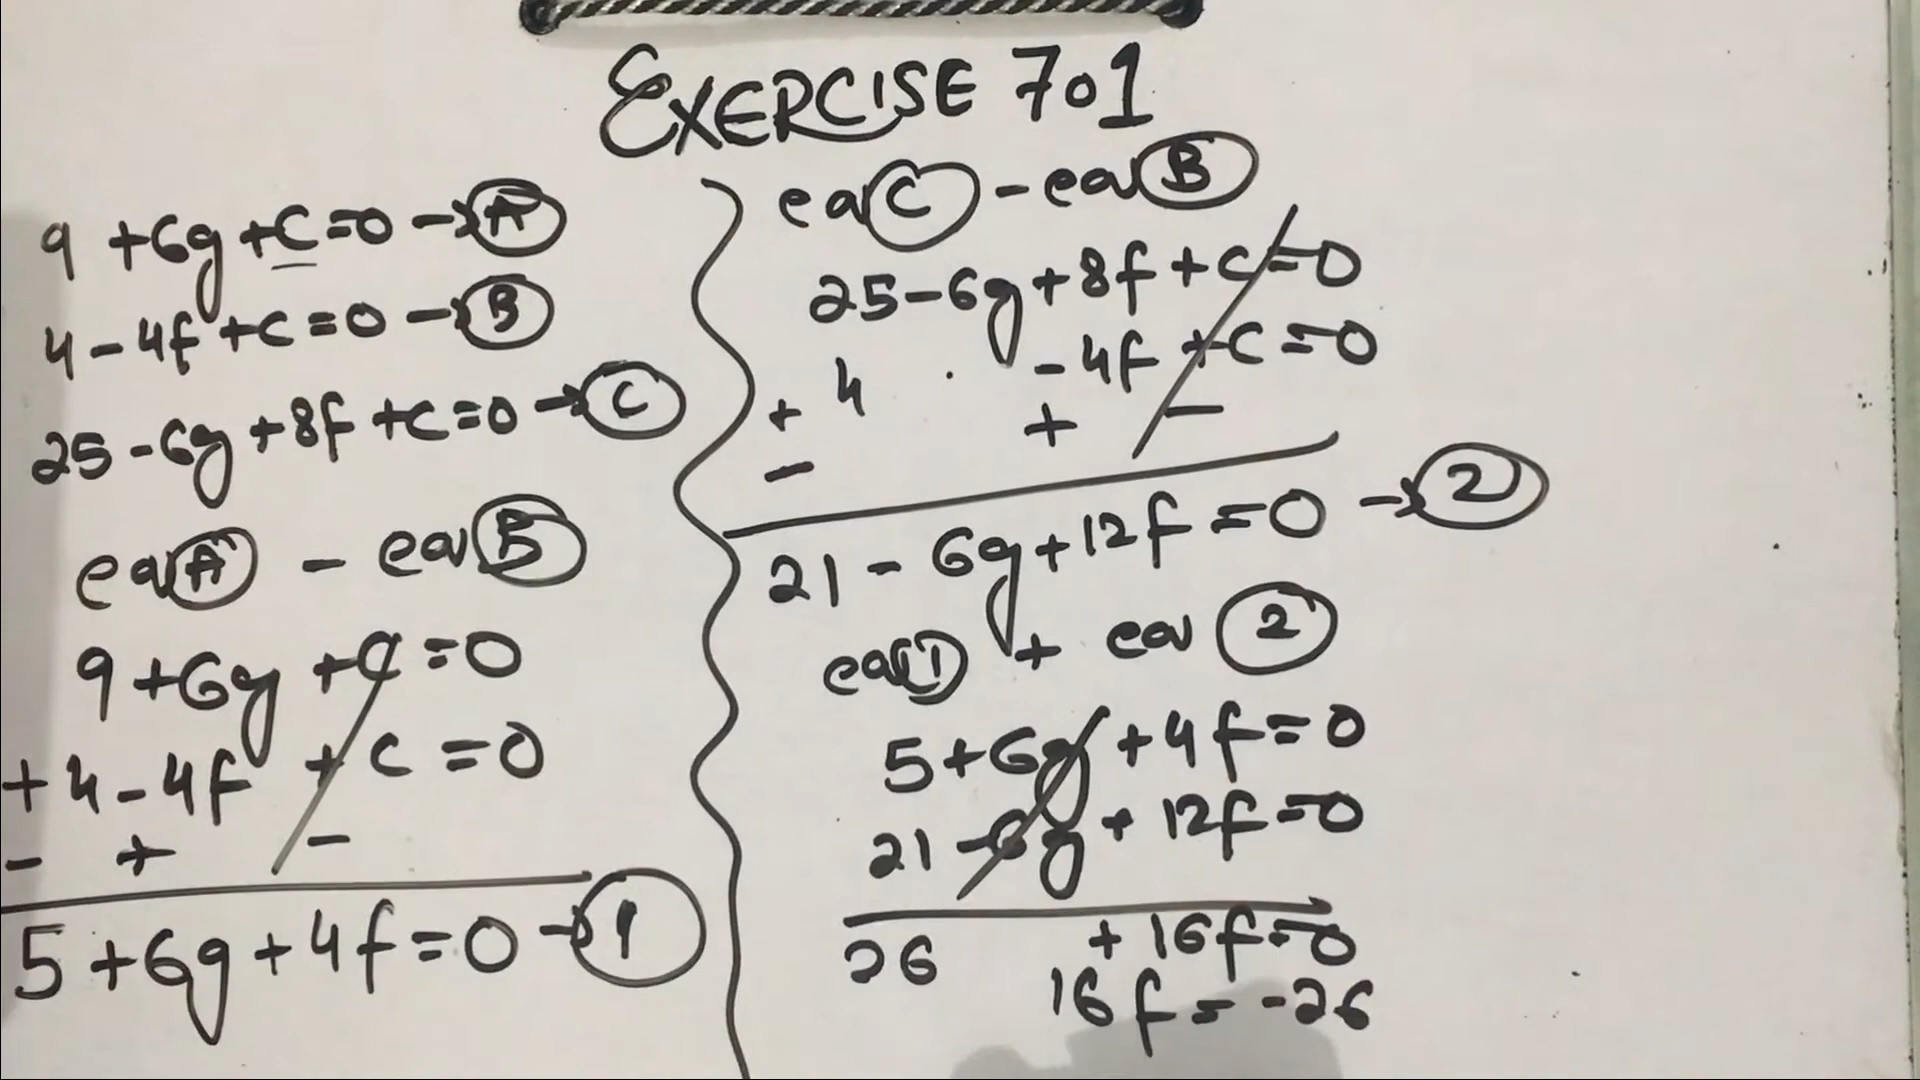 EXERCISE 7.1
9 + 6g + C = 0 → A
4 - 4f + C = 0 → B
25 - 6g + 8f + C = 0 → C
eq A - eq B
9 + 6g + C = 0
+ 4 - 4f + C = 0
- + -
5 + 6g + 4f = 0 → 1
eq C - eq B
25 - 6g + 8f + C = 0
+ 4 - 4f + C = 0
- + -
21 - 6g + 12f = 0 → 2
eq 1 + eq 2
5 + 6g + 4f = 0
21 - 6g + 12f = 0
26 + 16f = 0
16f = -26